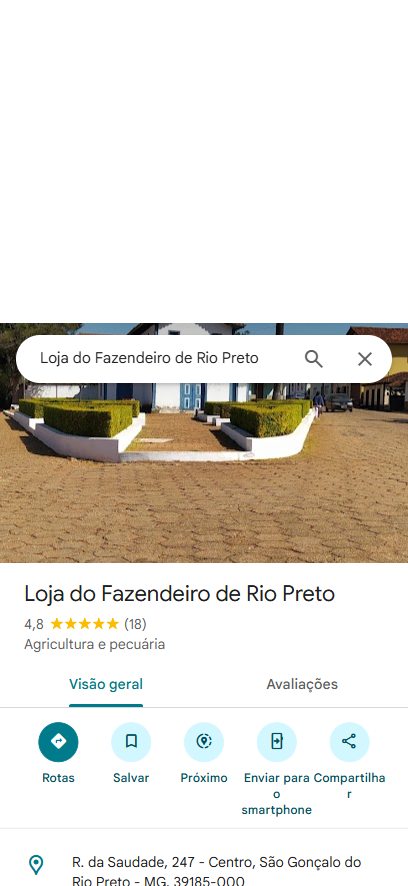 Loja do Fazendeiro de Rio Preto
Loja do Fazendeiro de Rio Preto
4,8 (18)
Agricultura e pecuária
Visão geral
Avaliações
Rotas
Salvar
Próximo
Enviar para o smartphone
Compartilhar
R. da Saudade, 247 - Centro, São Gonçalo do
Rio Preto - MG, 39185-000